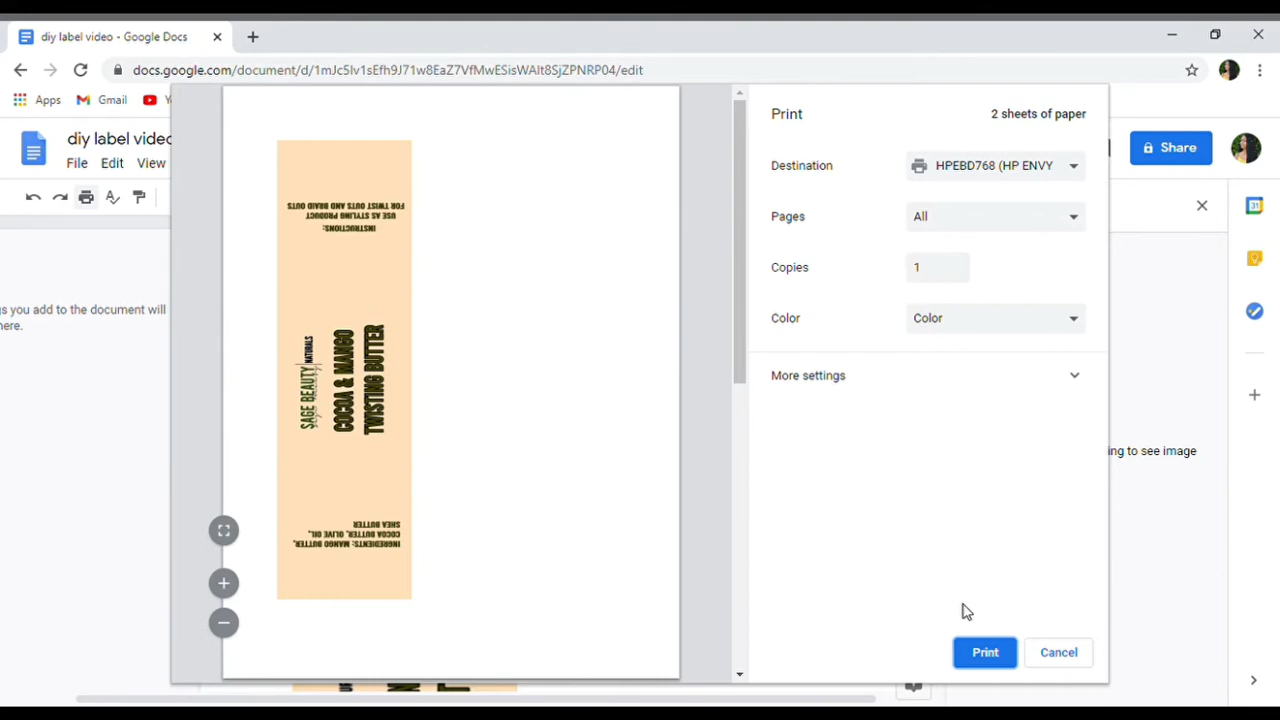 diy label video - Google Docs
docs.google.com/document/d/1mJc5lv1sEfh9J71w8EaZ7VfMwESisWAlt8SjZPNRP04/edit
Apps
Gmail
diy label video
File
Edit
View
Share
gs you add to the document will
here.
Print
2 sheets of paper
Destination
HPEBD768 (HP ENVY
Pages
All
Copies
1
Color
Color
More settings
Print
Cancel
INSTRUCTIONS:
USE AS STYLING PRODUCT
FOR TWIST OUTS AND BRAID OUTS
SAGE BEAUTY NATURALS
COCOA & MANGO
TWISTING BUTTER
INGREDIENTS: MANGO BUTTER,
COCOA BUTTER, OLIVE OIL,
SHEA BUTTER
ing to see image